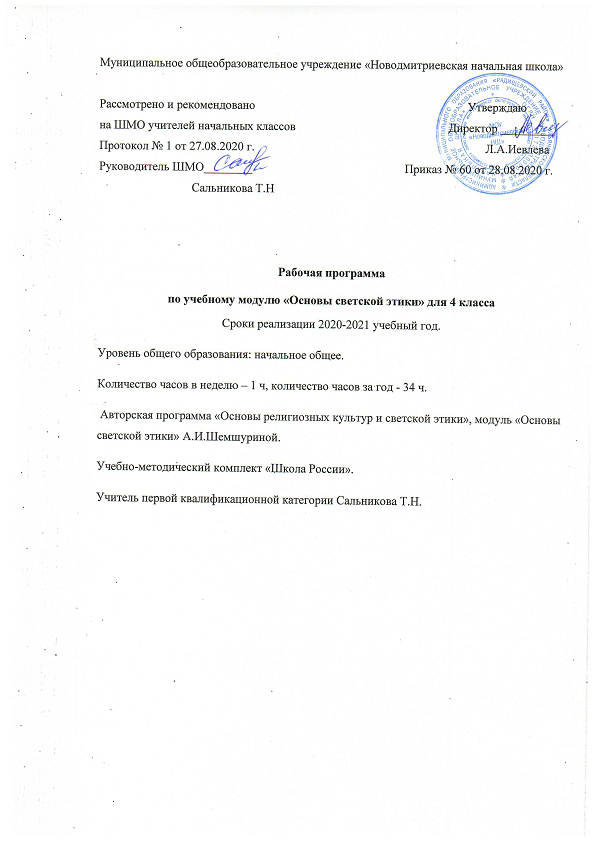 Муниципальное общеобразовательное учреждение «Новодмитриевская начальная школа»
Рассмотрено и рекомендовано
Утверждаю
на ШМО учителей начальных классов
Директор
Протокол № 1 от 27.08.2020 г.
Л.А.Иевлева
Руководитель ШМО
Приказ № 60 от 28.08.2020 г.
Сальникова Т.Н
Рабочая программа
по учебному модулю «Основы светской этики» для 4 класса
Сроки реализации 2020-2021 учебный год.
Уровень общего образования: начальное общее.
Количество часов в неделю – 1 ч, количество часов за год - 34 ч.
Авторская программа «Основы религиозных культур и светской этики», модуль «Основы
светской этики» А.И.Шемшуриной.
Учебно-методический комплект «Школа России».
Учитель первой квалификационной категории Сальникова Т.Н.